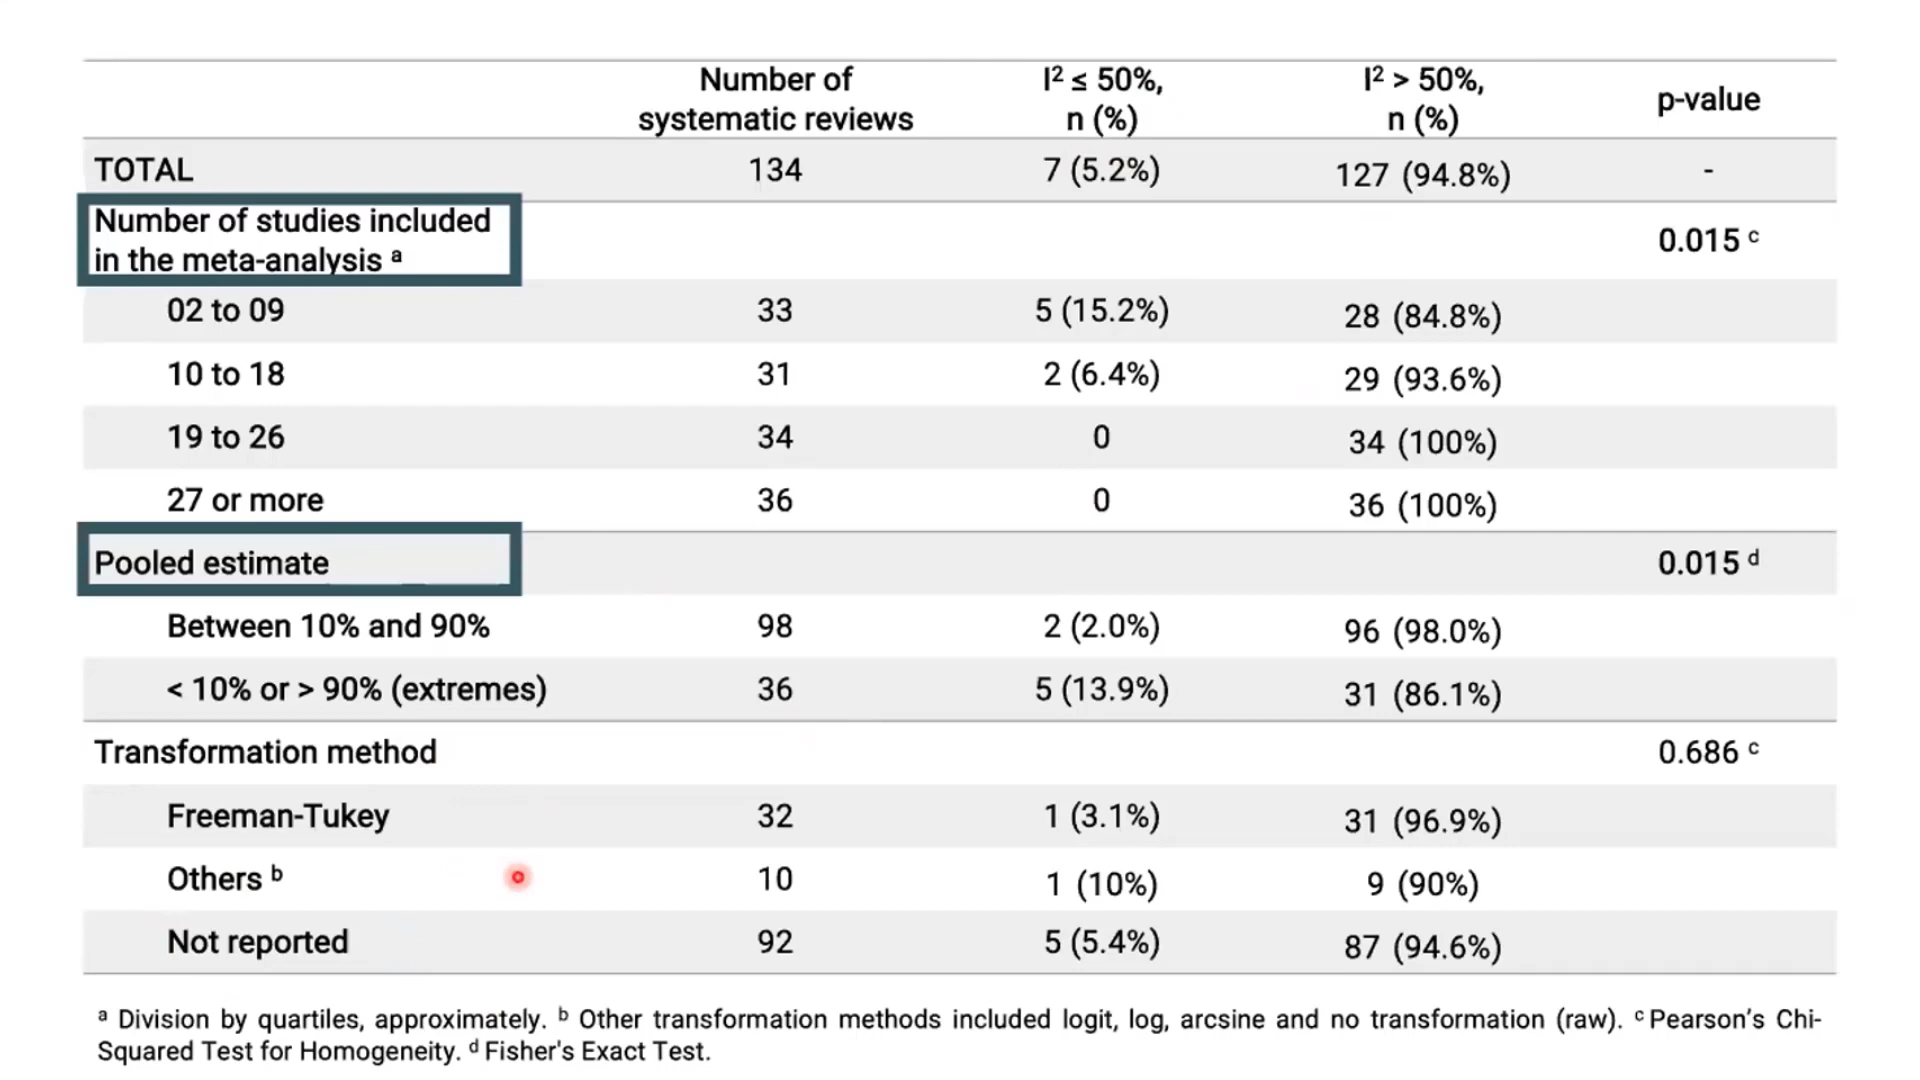 Number of systematic reviews I² ≤ 50%, n (%) I² > 50%, n (%) p-value
TOTAL 134 7 (5.2%) 127 (94.8%) -
Number of studies included in the meta-analysis ᵃ 0.015 ᶜ
02 to 09 33 5 (15.2%) 28 (84.8%)
10 to 18 31 2 (6.4%) 29 (93.6%)
19 to 26 34 0 34 (100%)
27 or more 36 0 36 (100%)
Pooled estimate 0.015 ᵈ
Between 10% and 90% 98 2 (2.0%) 96 (98.0%)
< 10% or > 90% (extremes) 36 5 (13.9%) 31 (86.1%)
Transformation method 0.686 ᶜ
Freeman-Tukey 32 1 (3.1%) 31 (96.9%)
Others ᵇ 10 1 (10%) 9 (90%)
Not reported 92 5 (5.4%) 87 (94.6%)
ᵃ Division by quartiles, approximately. ᵇ Other transformation methods included logit, log, arcsine and no transformation (raw). ᶜ Pearson's Chi-
Squared Test for Homogeneity. ᵈ Fisher's Exact Test.